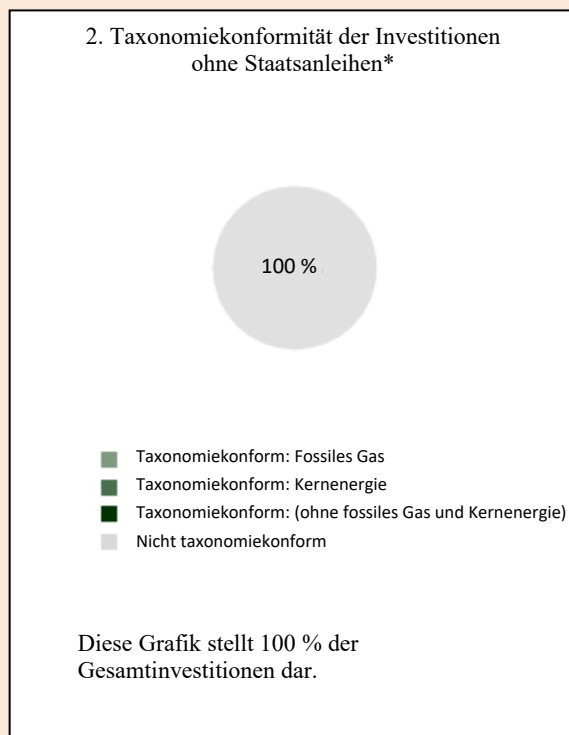 2. Taxonomiekonformität der Investitionen
ohne Staatsanleihen*
100 %
Taxonomiekonform: Fossiles Gas
Taxonomiekonform: Kernenergie
Taxonomiekonform: (ohne fossiles Gas und Kernenergie)
Nicht taxonomiekonform
Diese Grafik stellt 100 % der
Gesamtinvestitionen dar.